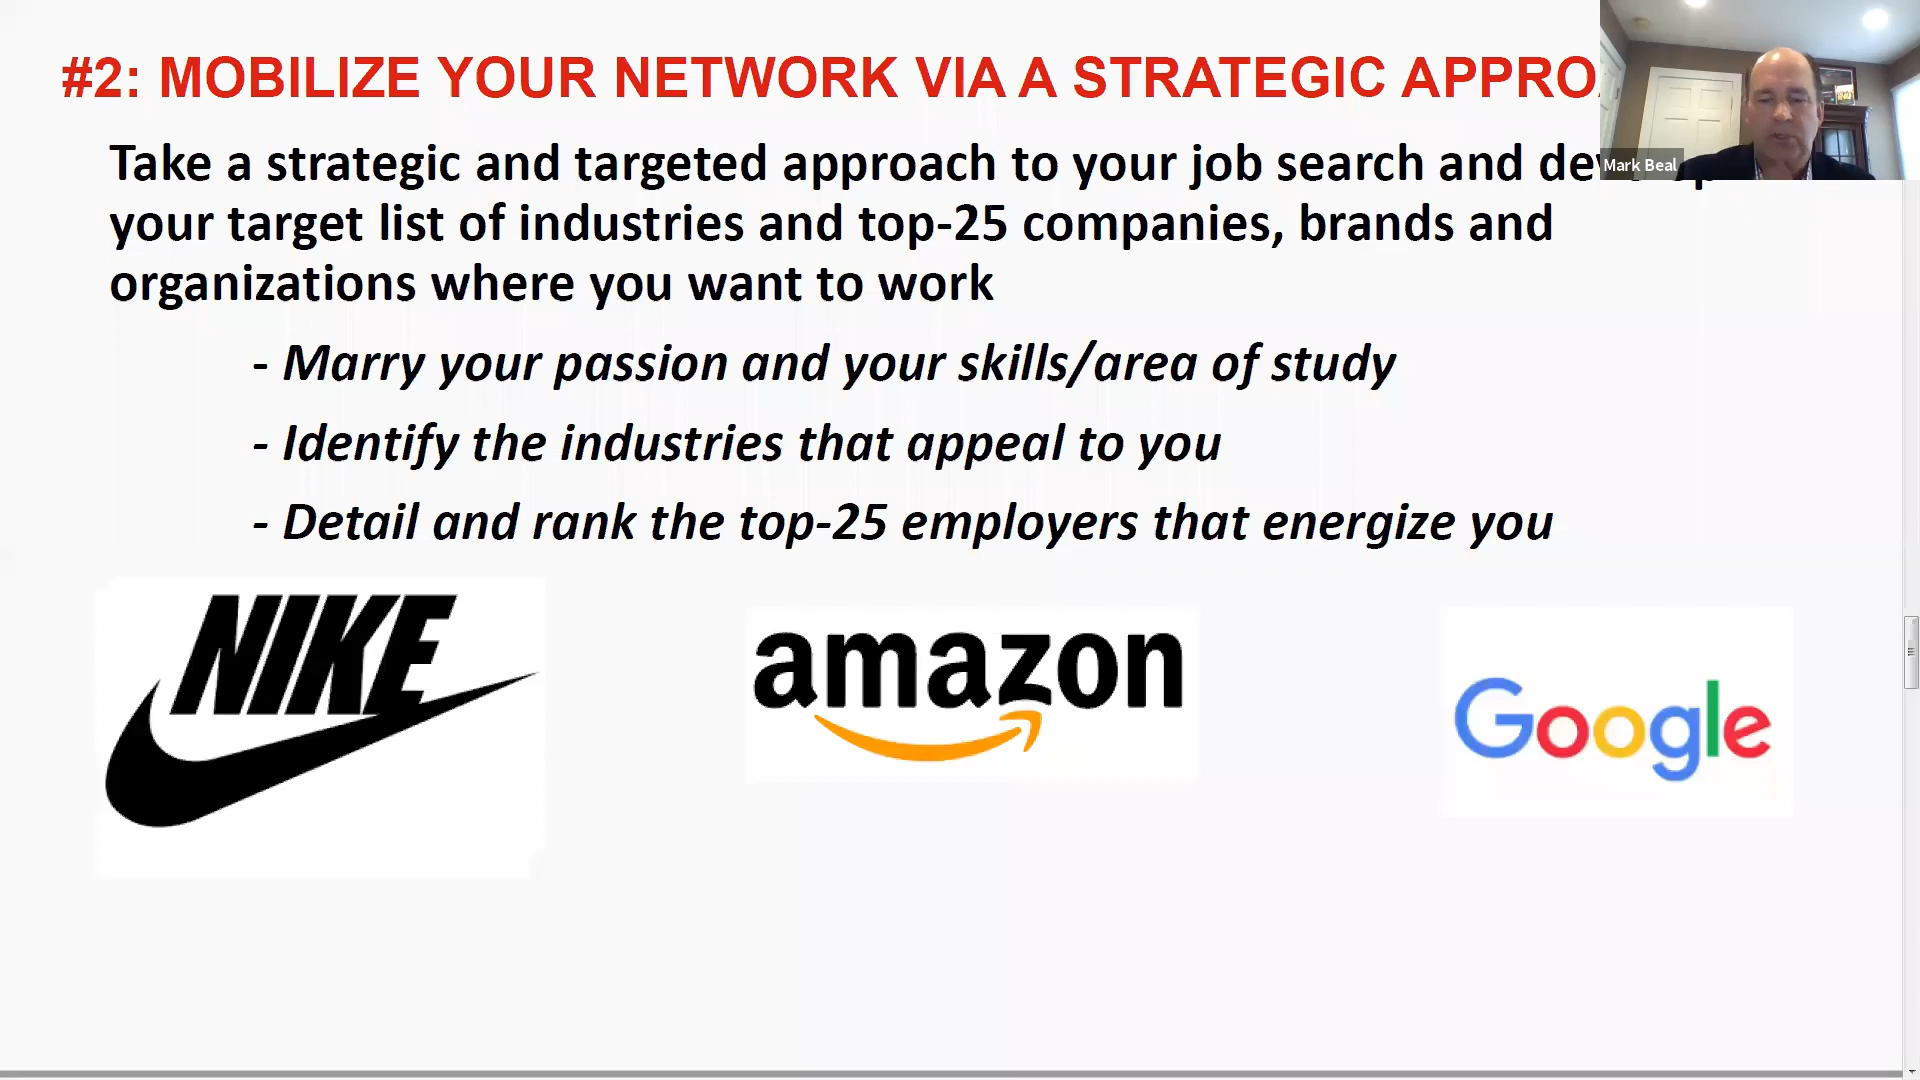 #2: MOBILIZE YOUR NETWORK VIA A STRATEGIC
Mark Beal
Take a strategic and targeted approach to your job search and
your target list of industries and top-25 companies, brands and
organizations where you want to work
- Marry your passion and your skills/area of study
- Identify the industries that appeal to you
- Detail and rank the top-25 employers that energize you
NIKE
amazon
Google